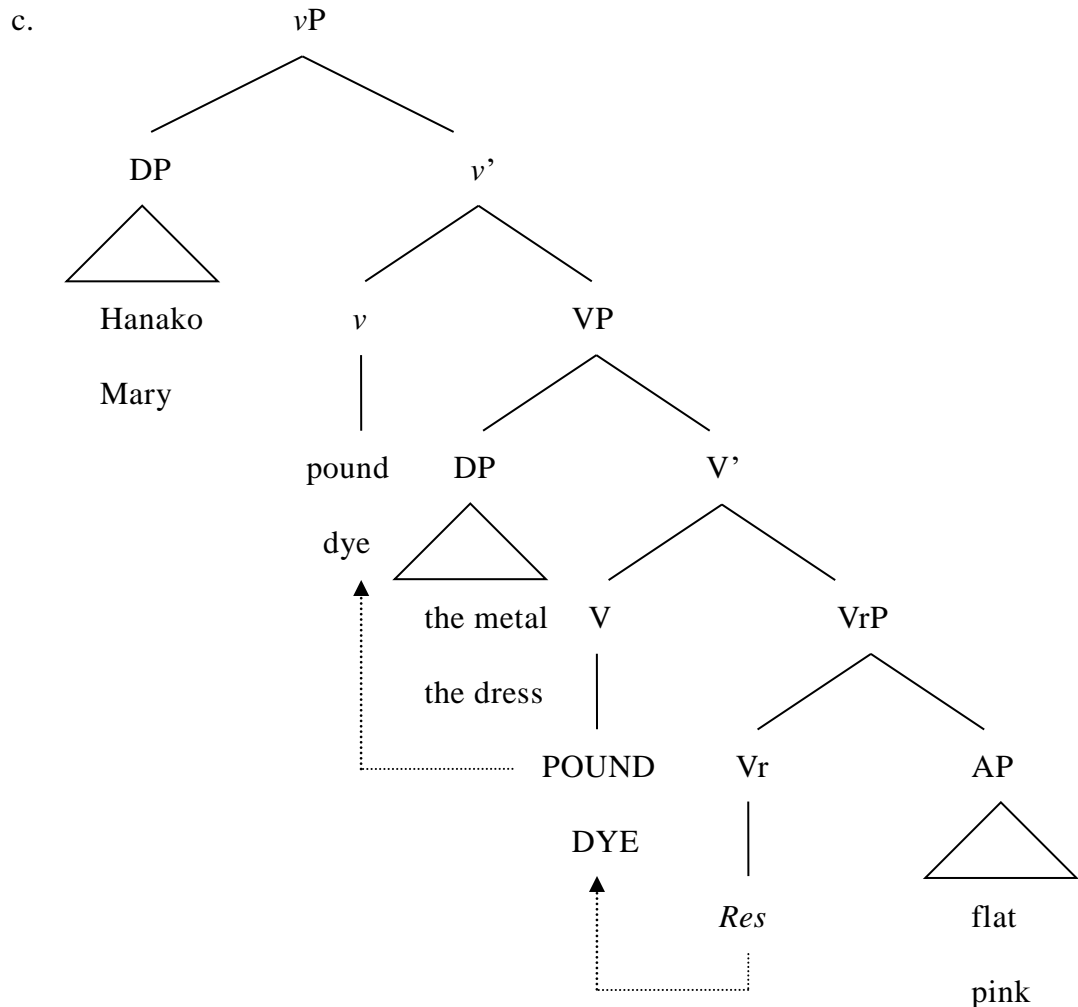 c.
vP
DP v’
Hanako v VP
Mary
pound DP V’
dye
the metal V VrP
the dress
POUND Vr AP
DYE
Res flat
pink